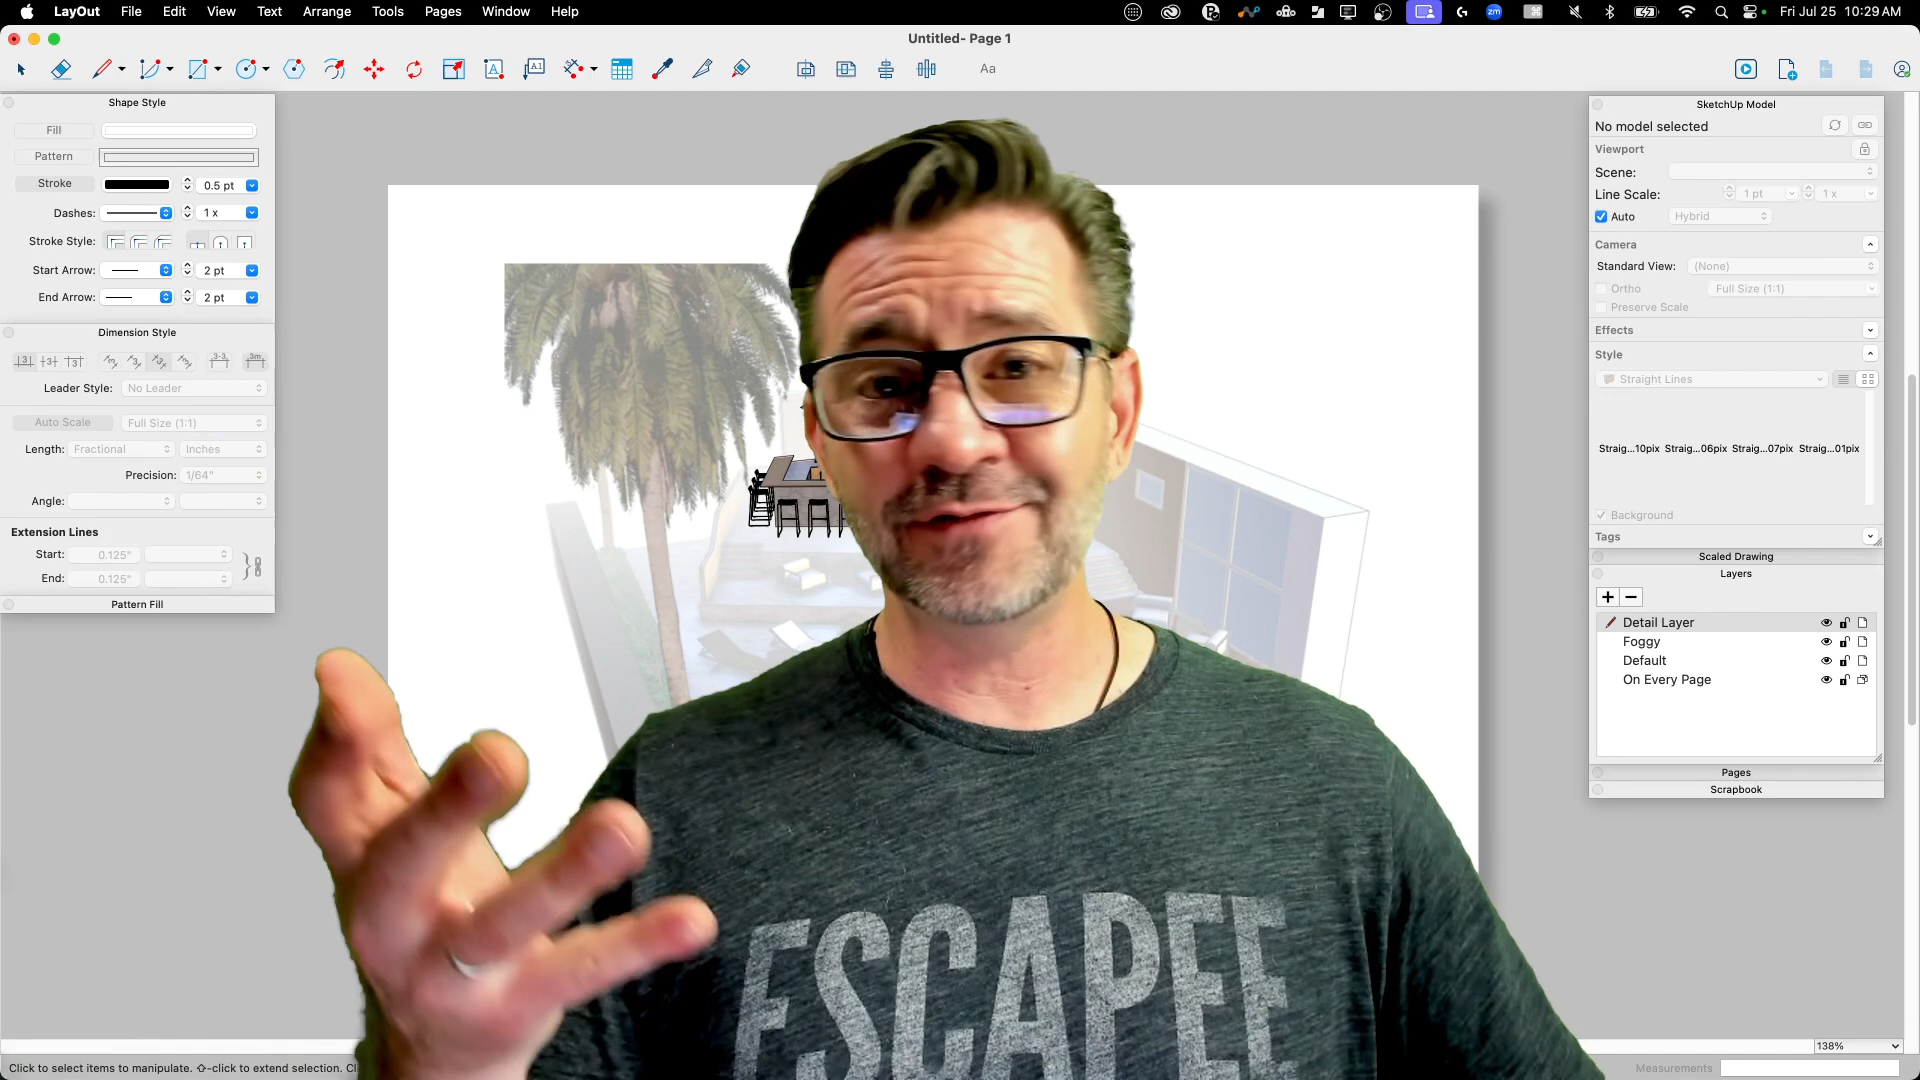 LayOut File Edit View Text Arrange Tools Pages Window Help
zm
Fri Jul 25 10:29 AM
Untitled- Page 1
A A1 Aa
Shape Style
Fill
Pattern
Stroke 0.5 pt
Dashes: 1 x
Stroke Style:
Start Arrow: 2 pt
End Arrow: 2 pt
Dimension Style
Leader Style: No Leader
Auto Scale Full Size (1:1)
Length: Fractional Inches
Precision: 1/64"
Angle:
Extension Lines
Start: 0.125"
End: 0.125"
Pattern Fill
SketchUp Model
No model selected
Viewport
Scene:
Line Scale: 1 pt 1 x
Auto Hybrid
Camera
Standard View: (None)
Ortho Full Size (1:1)
Preserve Scale
Effects
Style
Straight Lines
Straig...10pix Straig...06pix Straig...07pix Straig...01pix
Background
Tags
Scaled Drawing
Layers
Detail Layer
Foggy
Default
On Every Page
Pages
Scrapbook
ESCAPEE
138%
Click to select items to manipulate. ⇧-click to extend selection. Cl
Measurements